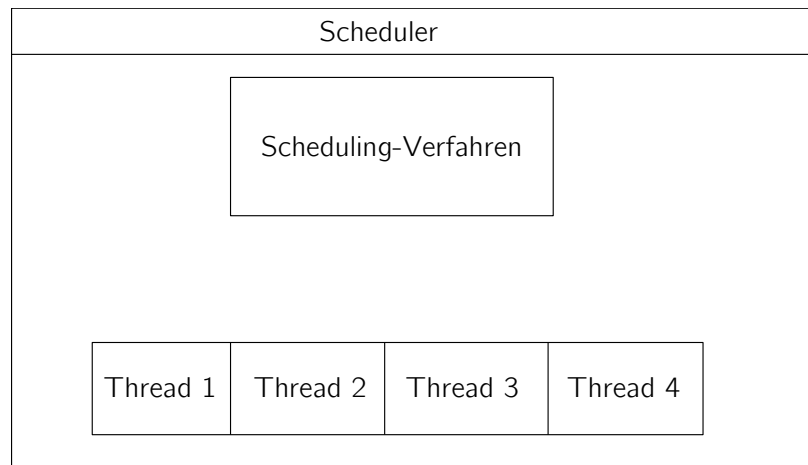 Scheduler
Scheduling-Verfahren
Thread 1 Thread 2 Thread 3 Thread 4